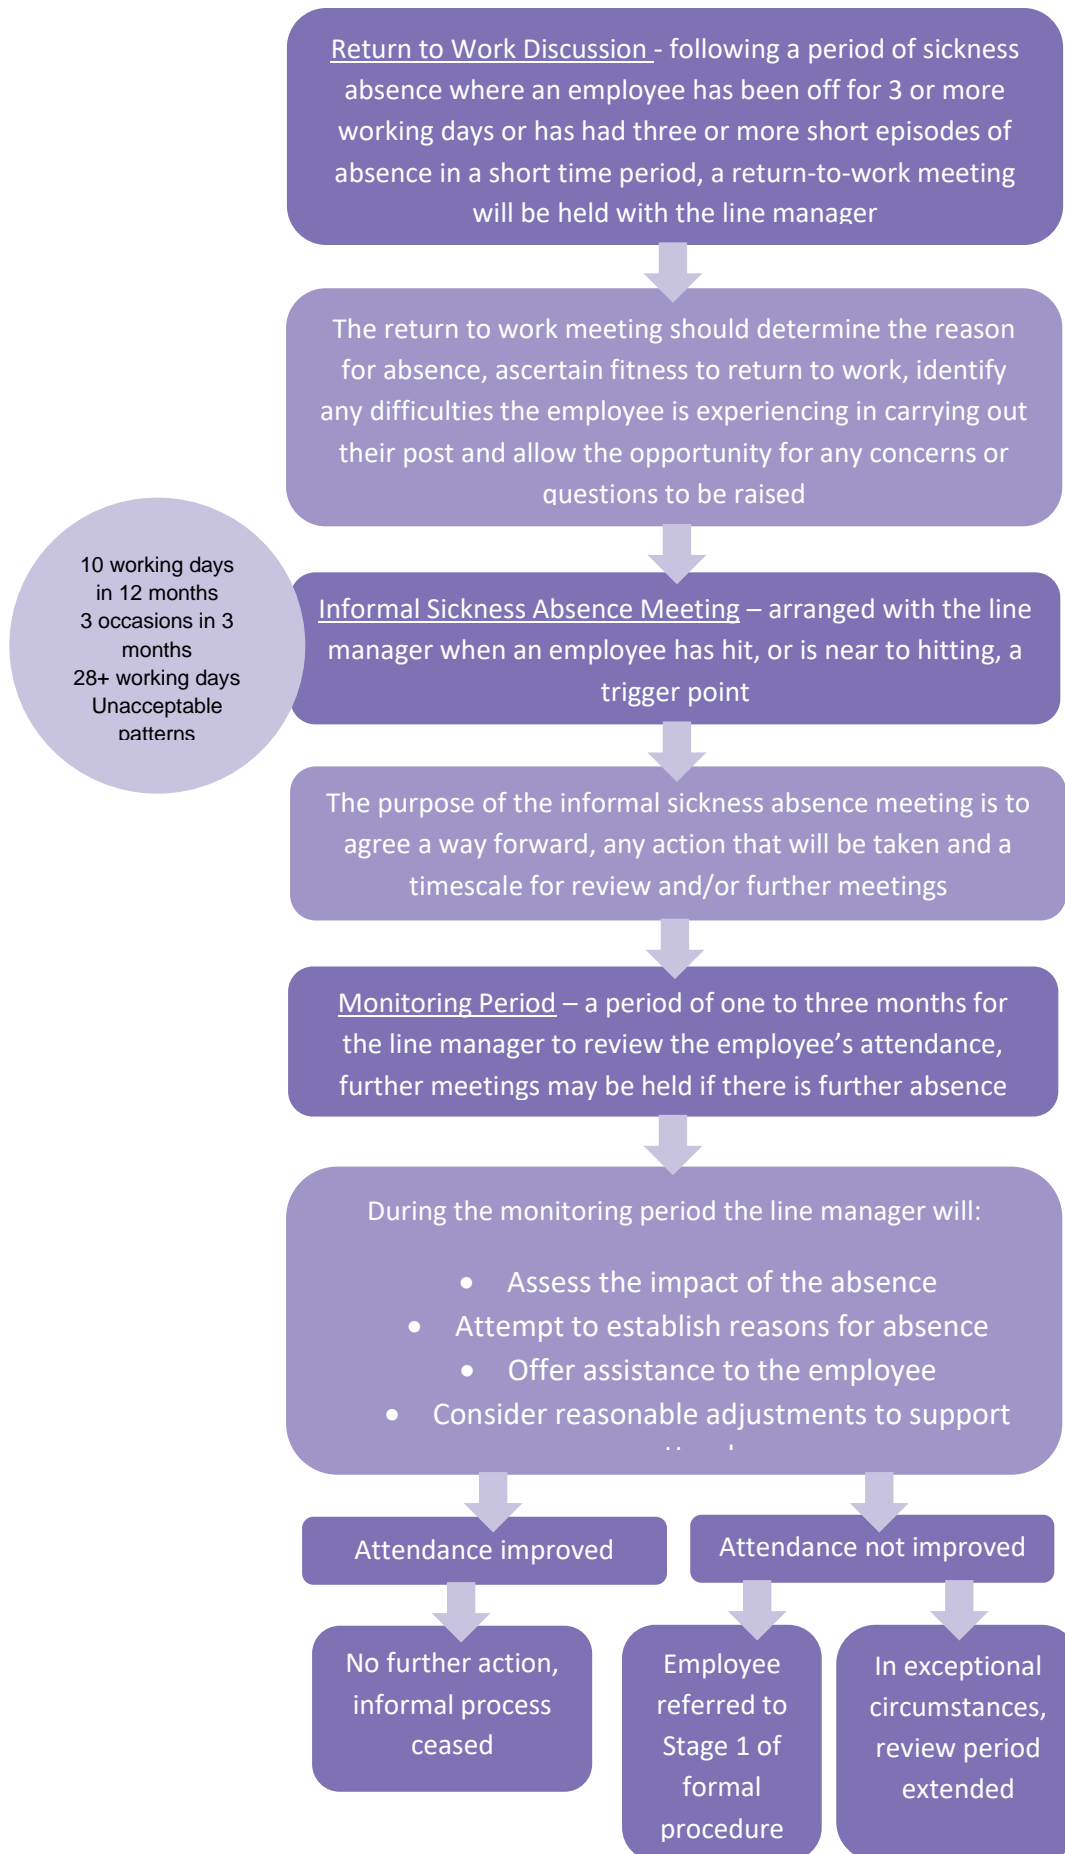 Return to Work Discussion - following a period of sickness
absence where an employee has been off for 3 or more
working days or has had three or more short episodes of
absence in a short time period, a return-to-work meeting
will be held with the line manager
The return to work meeting should determine the reason
for absence, ascertain fitness to return to work, identify
any difficulties the employee is experiencing in carrying out
their post and allow the opportunity for any concerns or
questions to be raised
10 working days
in 12 months
3 occasions in 3
months
28+ working days
Unacceptable
patterns
Informal Sickness Absence Meeting – arranged with the line
manager when an employee has hit, or is near to hitting, a
trigger point
The purpose of the informal sickness absence meeting is to
agree a way forward, any action that will be taken and a
timescale for review and/or further meetings
Monitoring Period – a period of one to three months for
the line manager to review the employee’s attendance,
further meetings may be held if there is further absence
During the monitoring period the line manager will:
• Assess the impact of the absence
• Attempt to establish reasons for absence
• Offer assistance to the employee
• Consider reasonable adjustments to support
Attendance improved
Attendance not improved
No further action,
informal process
ceased
Employee
referred to
Stage 1 of
formal
procedure
In exceptional
circumstances,
review period
extended